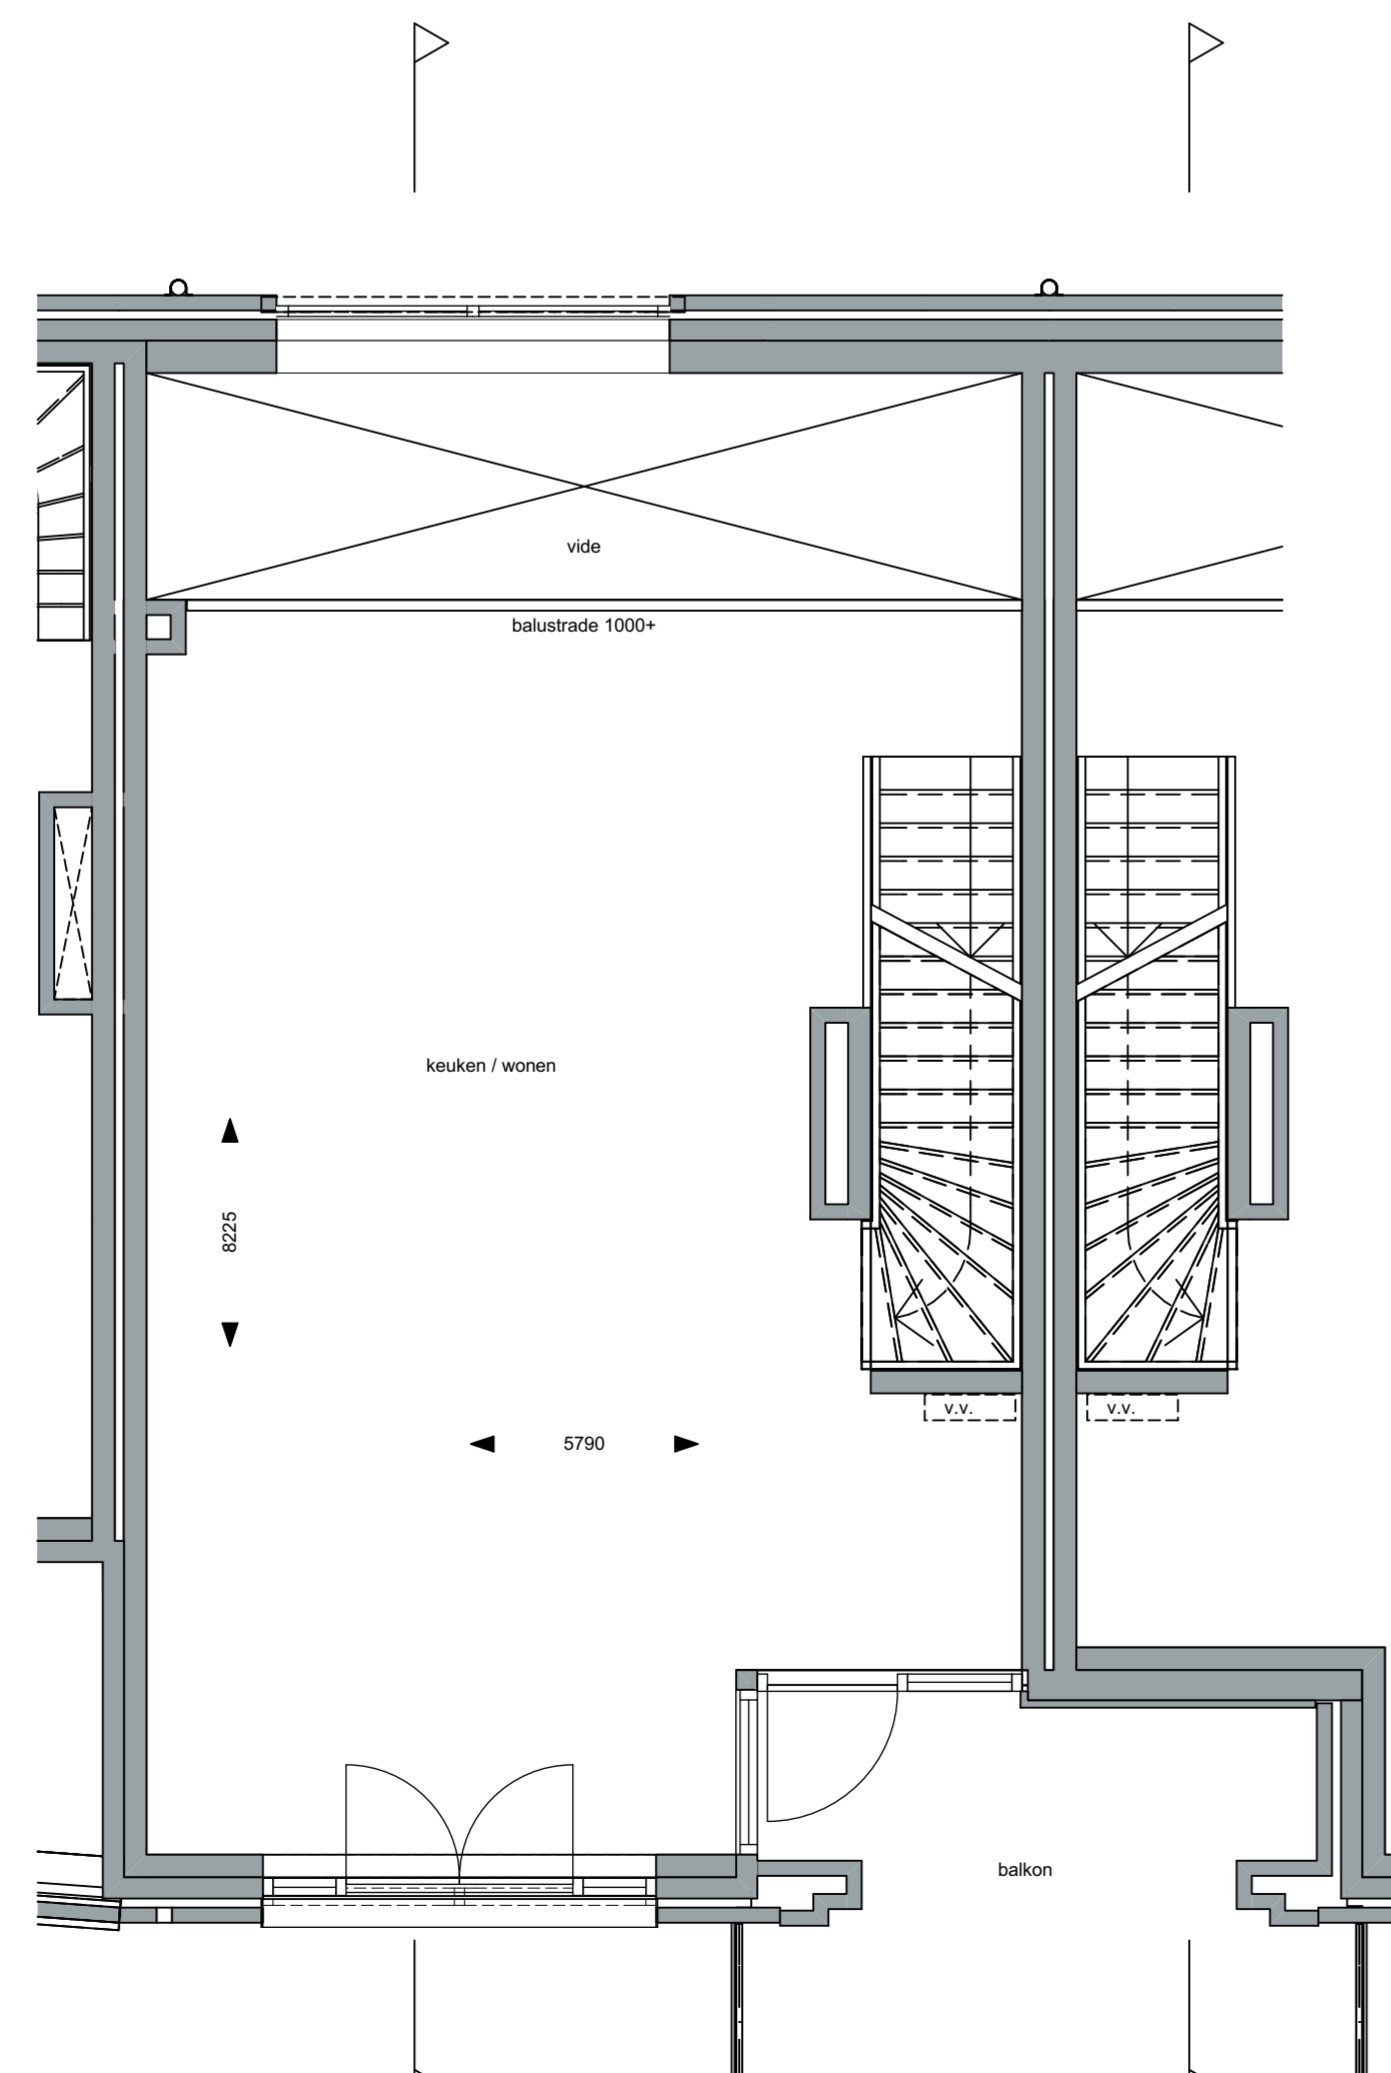 vide
balustrade 1000+
keuken / wonen
8225
v.v.
v.v.
5790
balkon